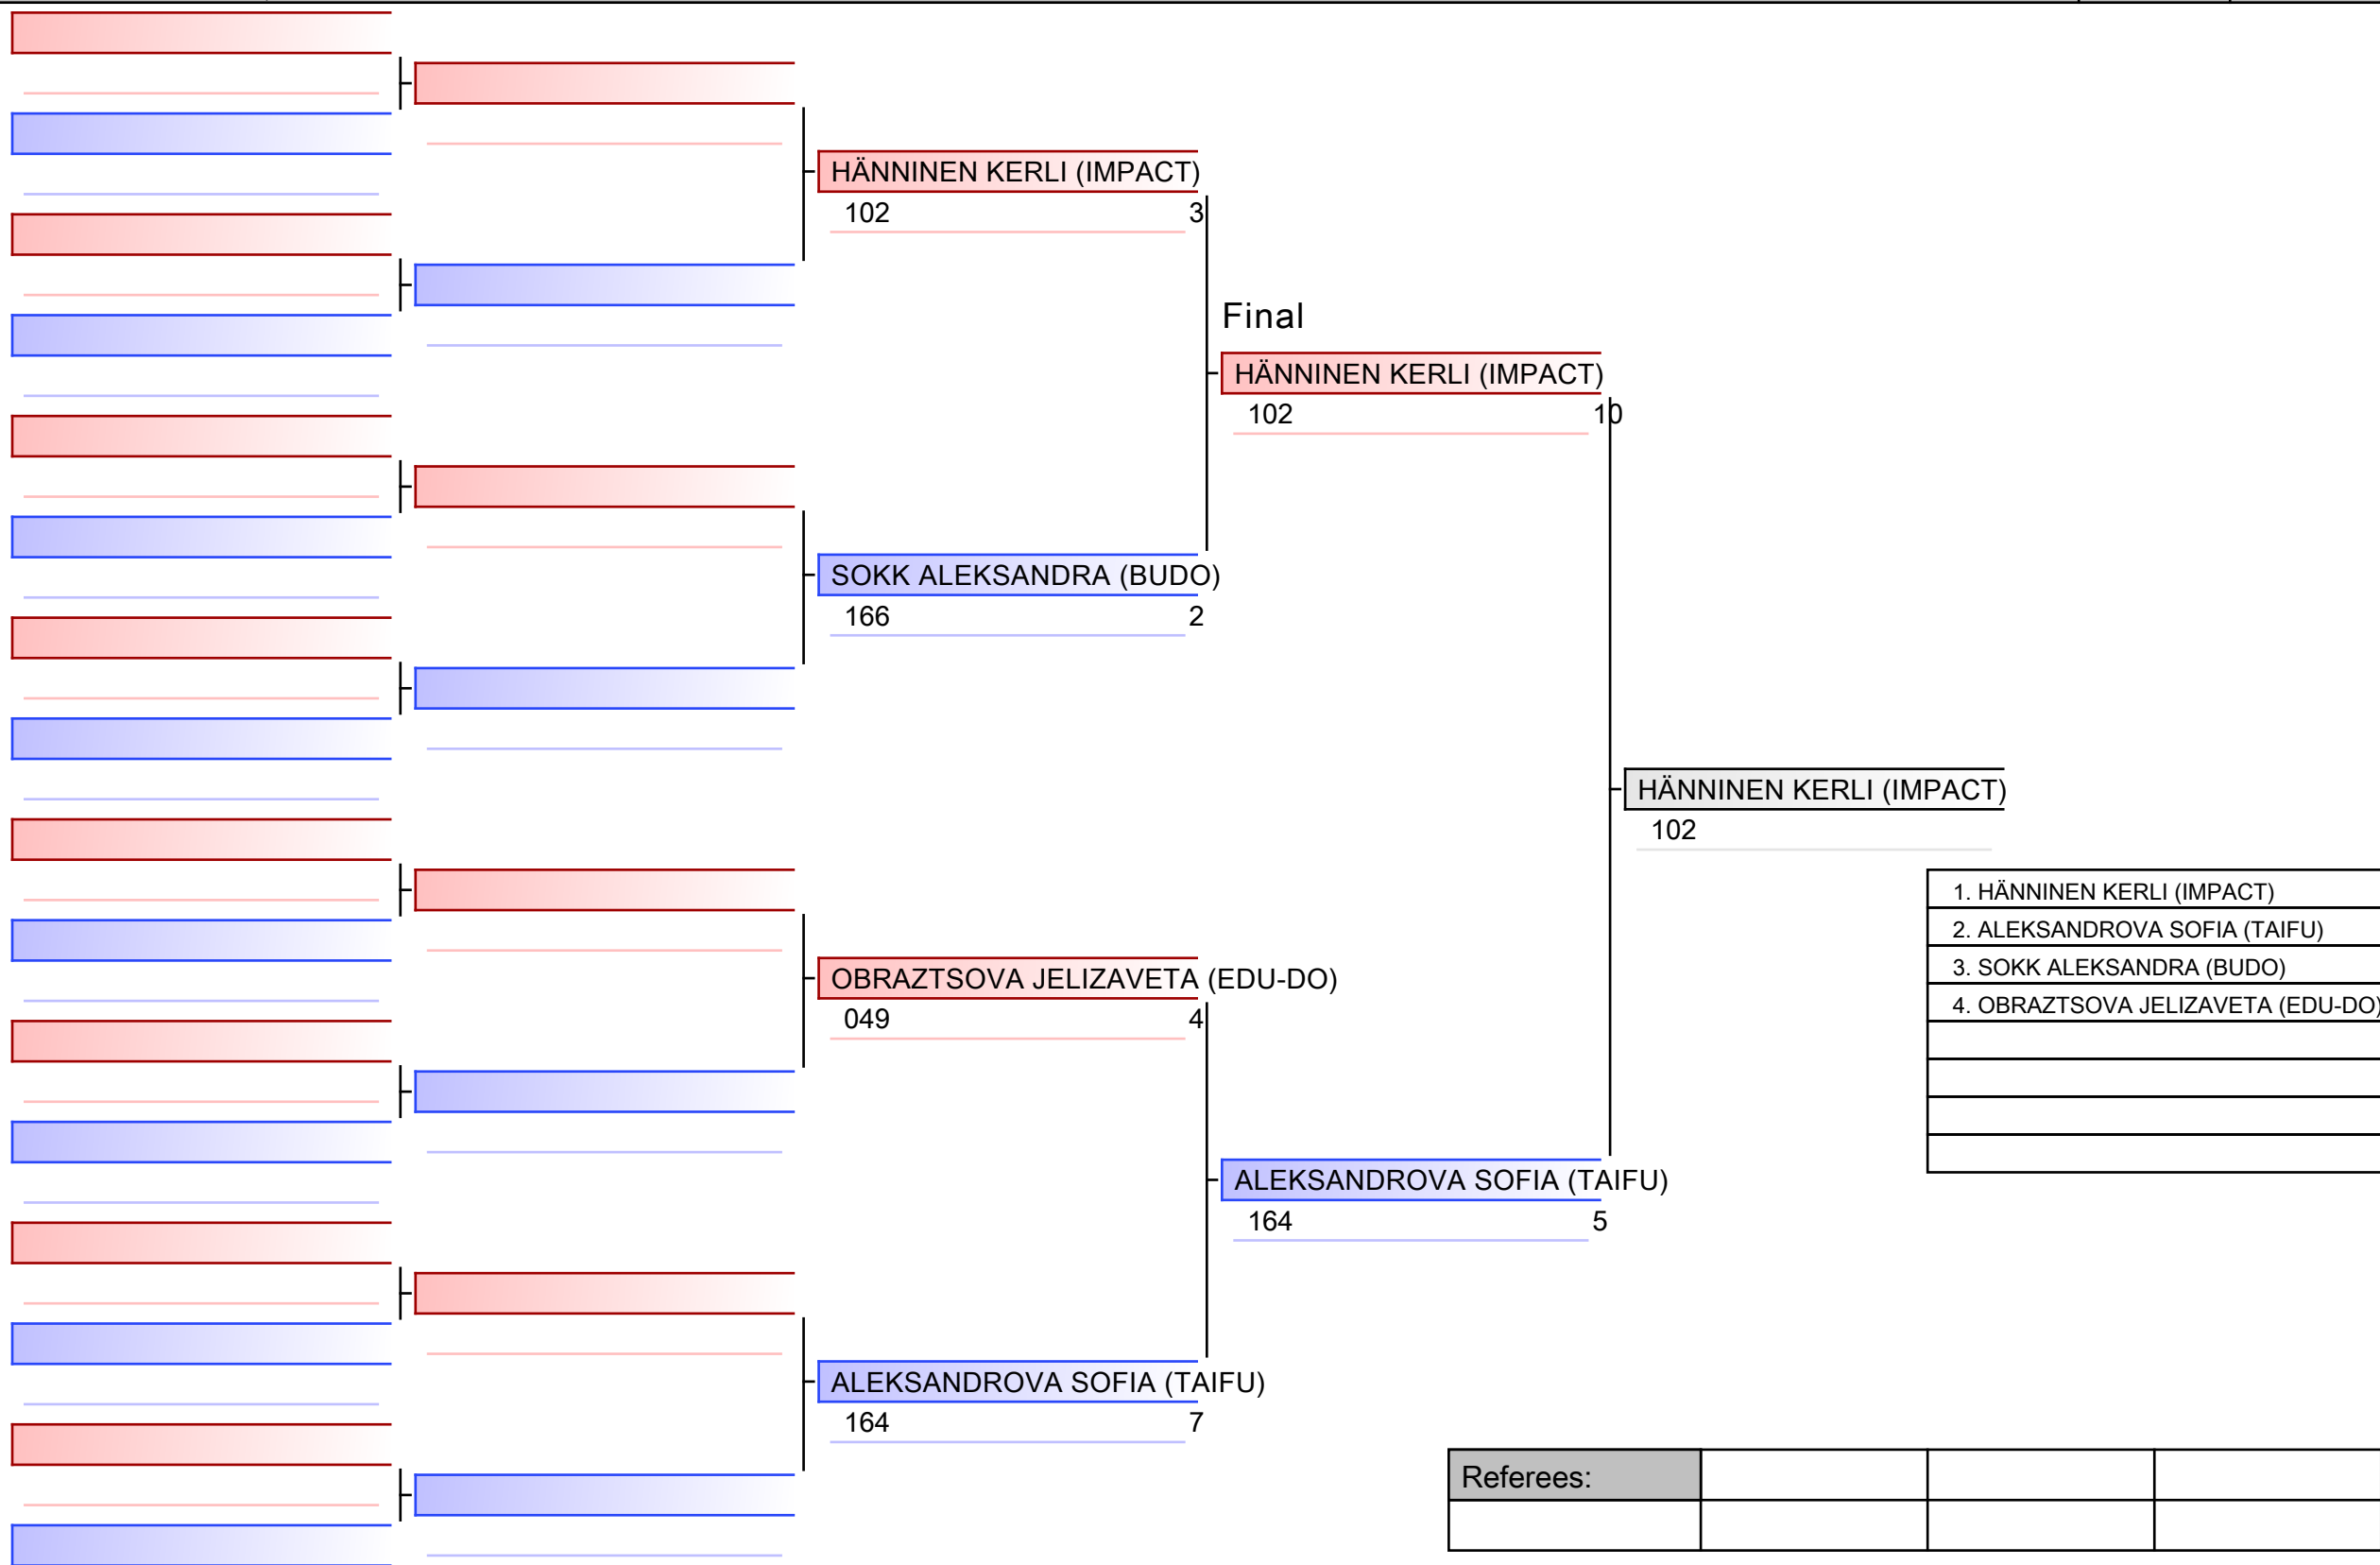 HÄNNINEN KERLI (IMPACT)
102 3
Final
HÄNNINEN KERLI (IMPACT)
102 10
SOKK ALEKSANDRA (BUDO)
166 2
HÄNNINEN KERLI (IMPACT)
102
1. HÄNNINEN KERLI (IMPACT)
2. ALEKSANDROVA SOFIA (TAIFU)
3. SOKK ALEKSANDRA (BUDO)
4. OBRAZTSOVA JELIZAVETA (EDU-DO)
OBRAZTSOVA JELIZAVETA (EDU-DO)
049 4
ALEKSANDROVA SOFIA (TAIFU)
164 5
ALEKSANDROVA SOFIA (TAIFU)
164 7
Referees: